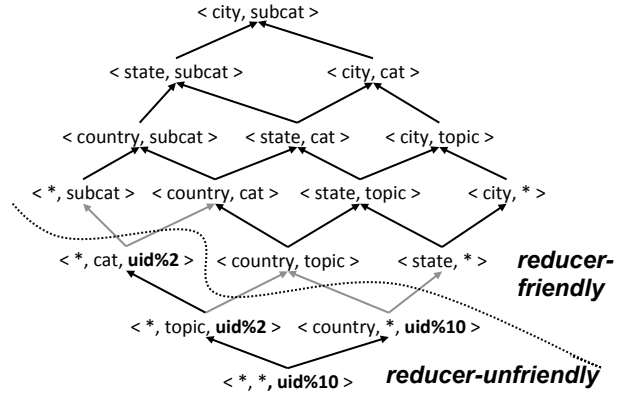 < city, subcat >
< state, subcat > < city, cat >
< country, subcat > < state, cat > < city, topic >
< *, subcat > < country, cat > < state, topic > < city, * >
< *, cat, uid%2 > < country, topic > < state, * > reducer-
friendly
< *, topic, uid%2 > < country, *, uid%10 >
< *, *, uid%10 > reducer-unfriendly